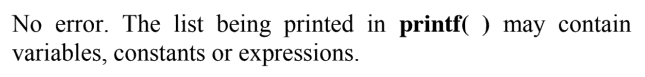 No error. The list being printed in printf( ) may contain
variables, constants or expressions.